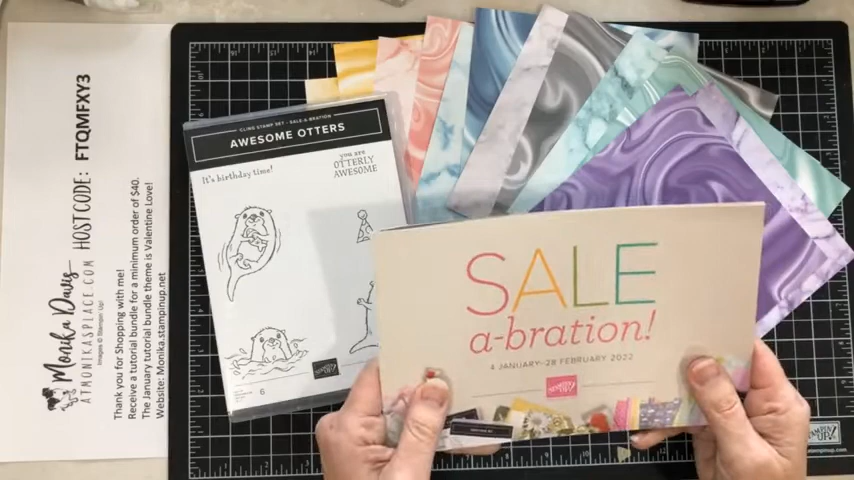 Monika Davis
ATMONIKASPLACE.COM
Images © Stampin' Up!
HOST CODE: FTQMFXY3
Thank you for Shopping with me!
Receive a tutorial bundle for a minimum order of $40.
The January tutorial bundle theme is Valentine Love!
Website: Monika.stampinup.net
CLING STAMP SET • SALE-A-BRATION
AWESOME OTTERS
It's birthday time!
you are
OTTERLY
AWESOME
6
SALE
a-bration!
4 JANUARY–28 FEBRUARY 2022
STAMPIN' UP!